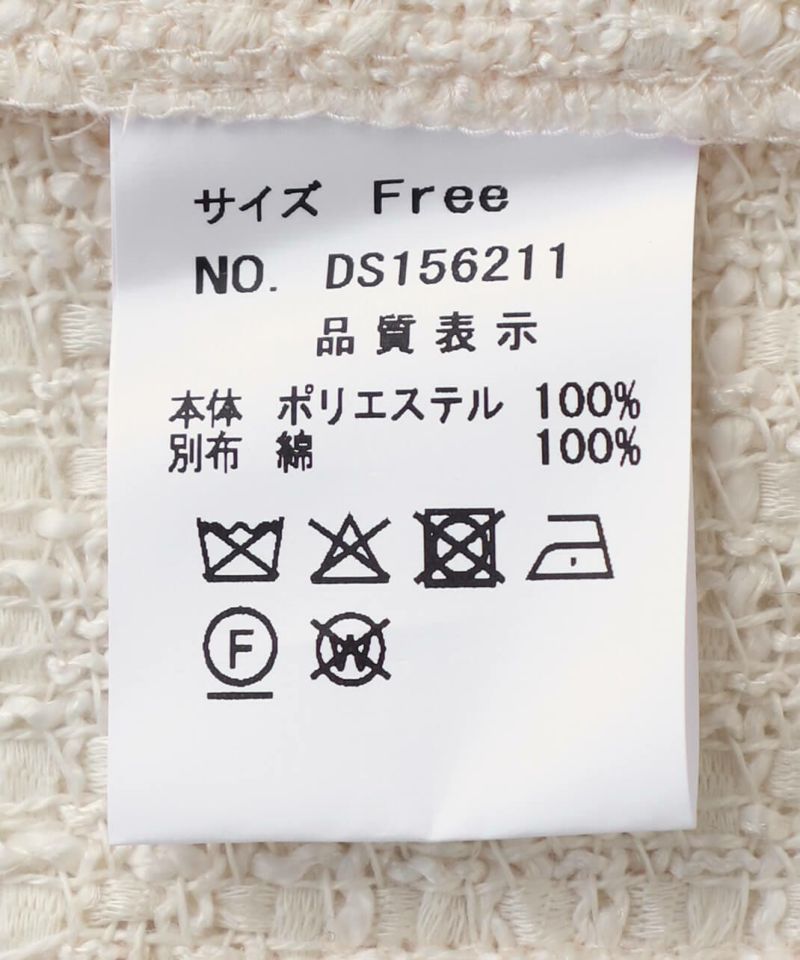 サイズ Free
NO. DS156211
品質表示
本体 ポリエステル 100%
別布 綿 100%
F W